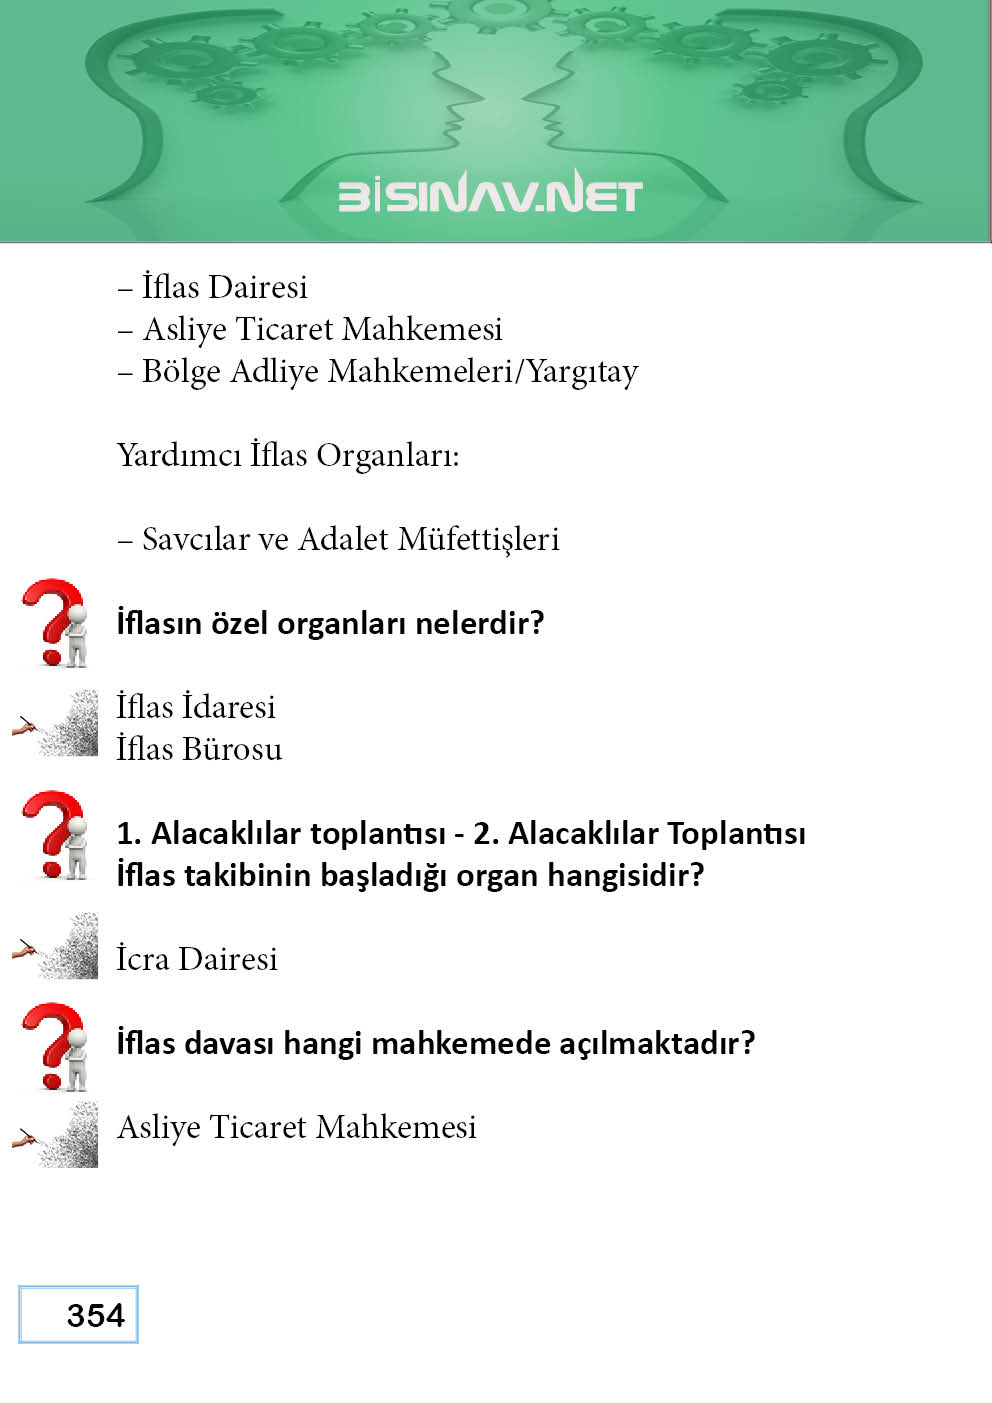 BİSINAV.NET
– İflas Dairesi
– Asliye Ticaret Mahkemesi
– Bölge Adliye Mahkemeleri/Yargıtay
Yardımcı İflas Organları:
– Savcılar ve Adalet Müfettişleri
İflasın özel organları nelerdir?
İflas İdaresi
İflas Bürosu
1. Alacaklılar toplantısı - 2. Alacaklılar Toplantısı
İflas takibinin başladığı organ hangisidir?
İcra Dairesi
İflas davası hangi mahkemede açılmaktadır?
Asliye Ticaret Mahkemesi
354